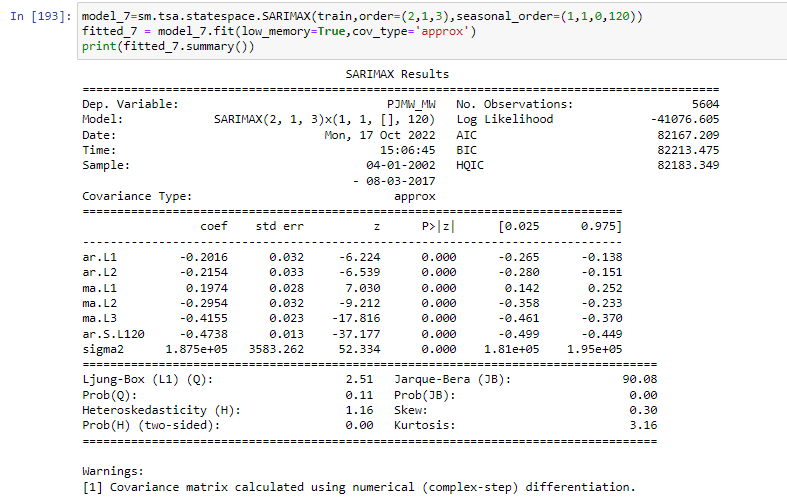 In [193]: model_7=sm.tsa.statespace.SARIMAX(train,order=(2,1,3),seasonal_order=(1,1,0,120))
fitted_7 = model_7.fit(low_memory=True,cov_type='approx')
print(fitted_7.summary())
SARIMAX Results
==========================================================================================
Dep. Variable: PJMW_MW No. Observations: 5604
Model: SARIMAX(2, 1, 3)x(1, 1, [], 120) Log Likelihood -41076.605
Date: Mon, 17 Oct 2022 AIC 82167.209
Time: 15:06:45 BIC 82213.475
Sample: 04-01-2002 HQIC 82183.349
- 08-03-2017
Covariance Type: approx
==============================================================================
coef std err z P>|z| [0.025 0.975]
------------------------------------------------------------------------------
ar.L1 -0.2016 0.032 -6.224 0.000 -0.265 -0.138
ar.L2 -0.2154 0.033 -6.539 0.000 -0.280 -0.151
ma.L1 0.1974 0.028 7.030 0.000 0.142 0.252
ma.L2 -0.2954 0.032 -9.212 0.000 -0.358 -0.233
ma.L3 -0.4155 0.023 -17.816 0.000 -0.461 -0.370
ar.S.L120 -0.4738 0.013 -37.177 0.000 -0.499 -0.449
sigma2 1.875e+05 3583.262 52.334 0.000 1.81e+05 1.95e+05
===================================================================================
Ljung-Box (L1) (Q): 2.51 Jarque-Bera (JB): 90.08
Prob(Q): 0.11 Prob(JB): 0.00
Heteroskedasticity (H): 1.16 Skew: 0.30
Prob(H) (two-sided): 0.00 Kurtosis: 3.16
===================================================================================
Warnings:
[1] Covariance matrix calculated using numerical (complex-step) differentiation.